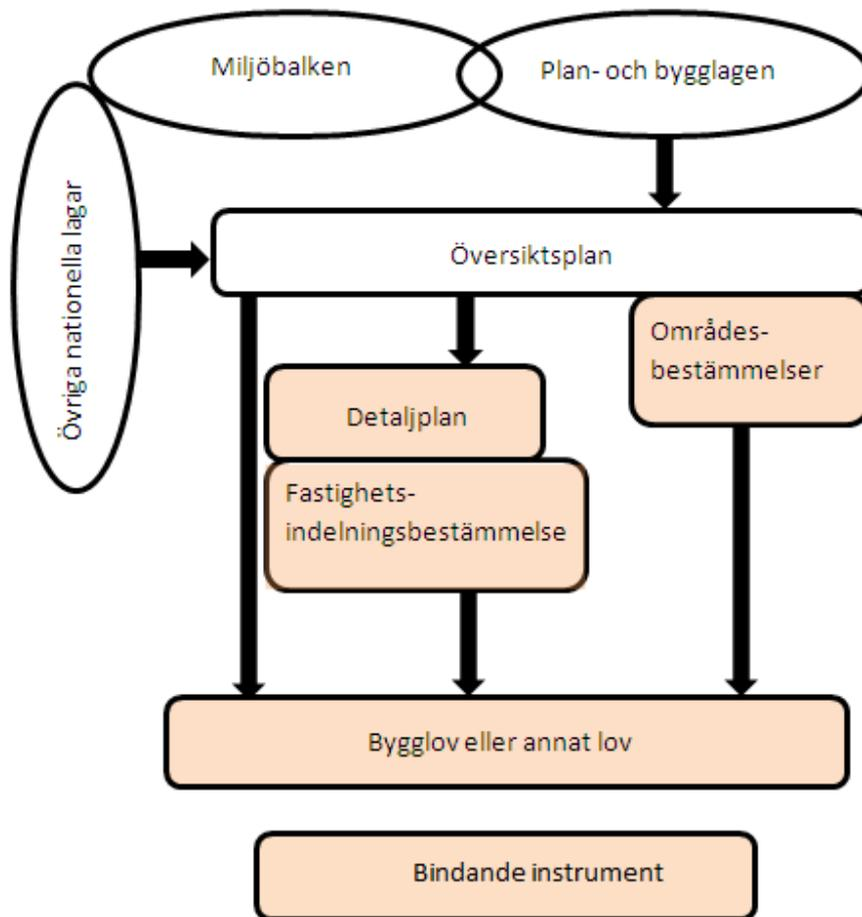 Miljöbalken
Plan- och bygglagen
Övriga nationella lagar
Översiktsplan
Områdes-
bestämmelser
Detaljplan
Fastighets-
indelningsbestämmelse
Bygglov eller annat lov
Bindande instrument